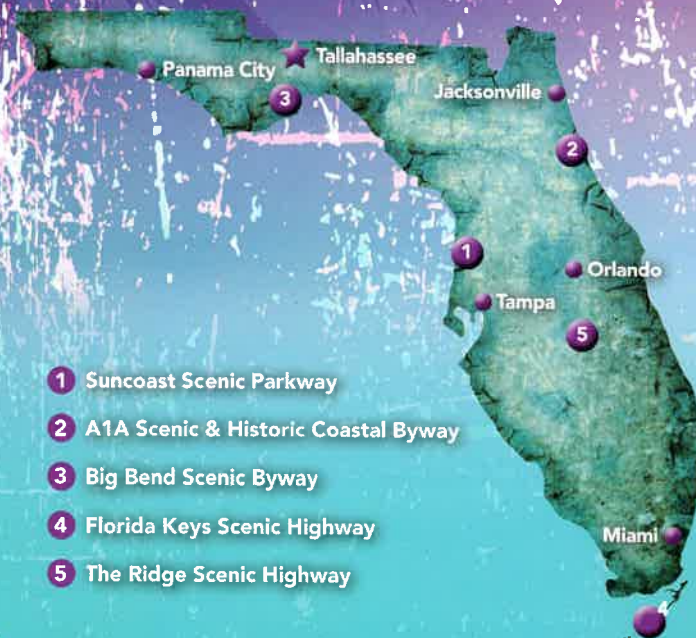 Tallahassee
Panama City
3
Jacksonville
2
1
Orlando
Tampa
5
1 Suncoast Scenic Parkway
2 A1A Scenic & Historic Coastal Byway
3 Big Bend Scenic Byway
4 Florida Keys Scenic Highway
Miami
5 The Ridge Scenic Highway
4